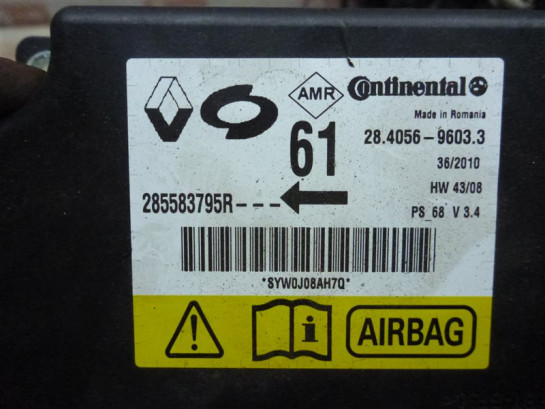 AMR
Continental
Made in Romania
61
28.4056-9603.3
36/2010
HW 43/08
285583795R---
PS_68 V 3.4
*SYW0J08AH7Q*
i
AIRBAG